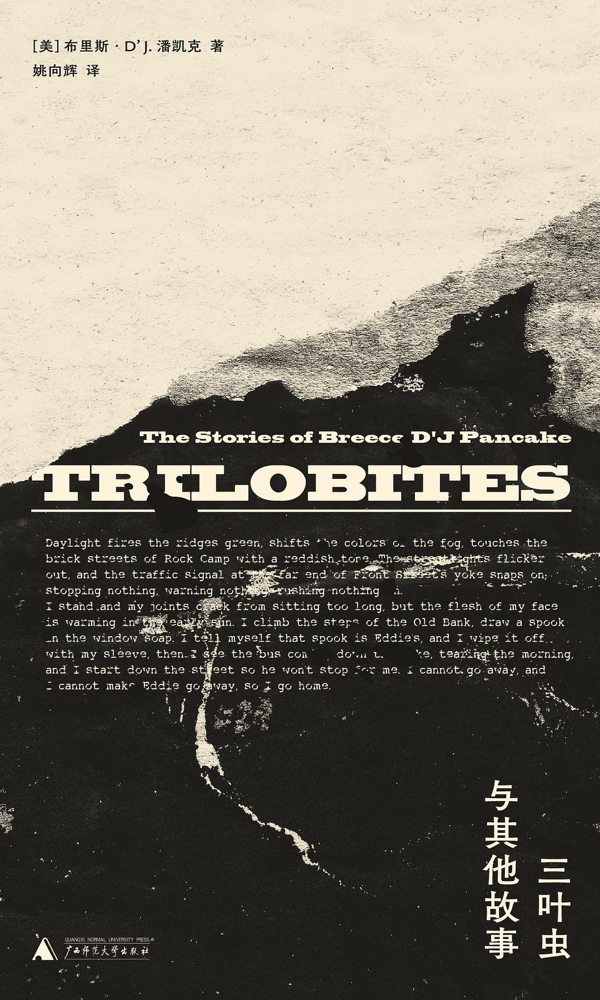 [美]布里斯·D’J.潘凯克 著
姚向辉 译
The Stories of Breece D'J Pancake
TRILOBITES
Daylight fires the ridges green, shifts the colors of the fog, touches the
brick streets of Rock Camp with a reddish tone. The streetlights flicker
out, and the traffic signal at the far end of Front Street's yoke snaps on;
stopping nothing, warning nothing, rushing nothing on.
I stand and my joints crack from sitting too long, but the flesh of my face
is warming in the early sun. I climb the steps of the Old Bank, draw a spook
in the window soap. I tell myself that spook is Eddie's, and I wipe it off
with my sleeve, then I see the bus coming down the Pike, tearing the morning,
and I start down the street so he won't stop for me. I cannot go away, and
I cannot make Eddie go away, so I go home.
三叶虫
与其他故事
GUANGXI NORMAL UNIVERSITY PRESS
广西师范大学出版社